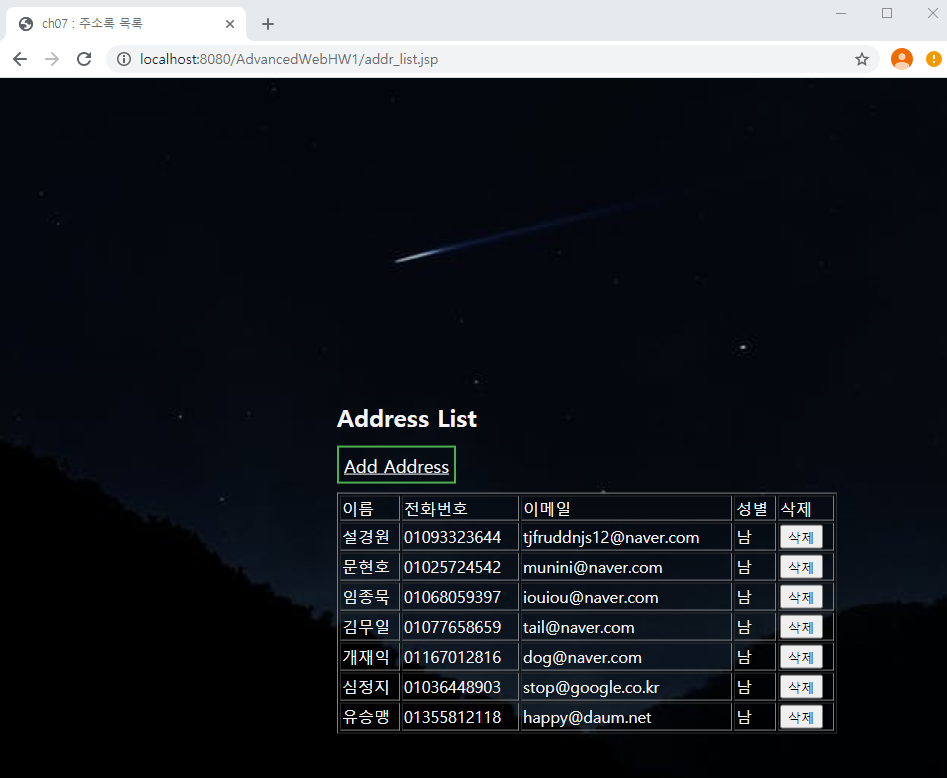 ch07 : 주소록 목록
localhost:8080/AdvancedWebHW1/addr_list.jsp
Address List
Add Address
이름 전화번호 이메일 성별 삭제
설경원 01093323644 tjfruddnjs12@naver.com 남 삭제
문현호 01025724542 munini@naver.com 남 삭제
임종묵 01068059397 iouiou@naver.com 남 삭제
김무일 01077658659 tail@naver.com 남 삭제
개재익 01167012816 dog@naver.com 남 삭제
심정지 01036448903 stop@google.co.kr 남 삭제
유승맹 01355812118 happy@daum.net 남 삭제